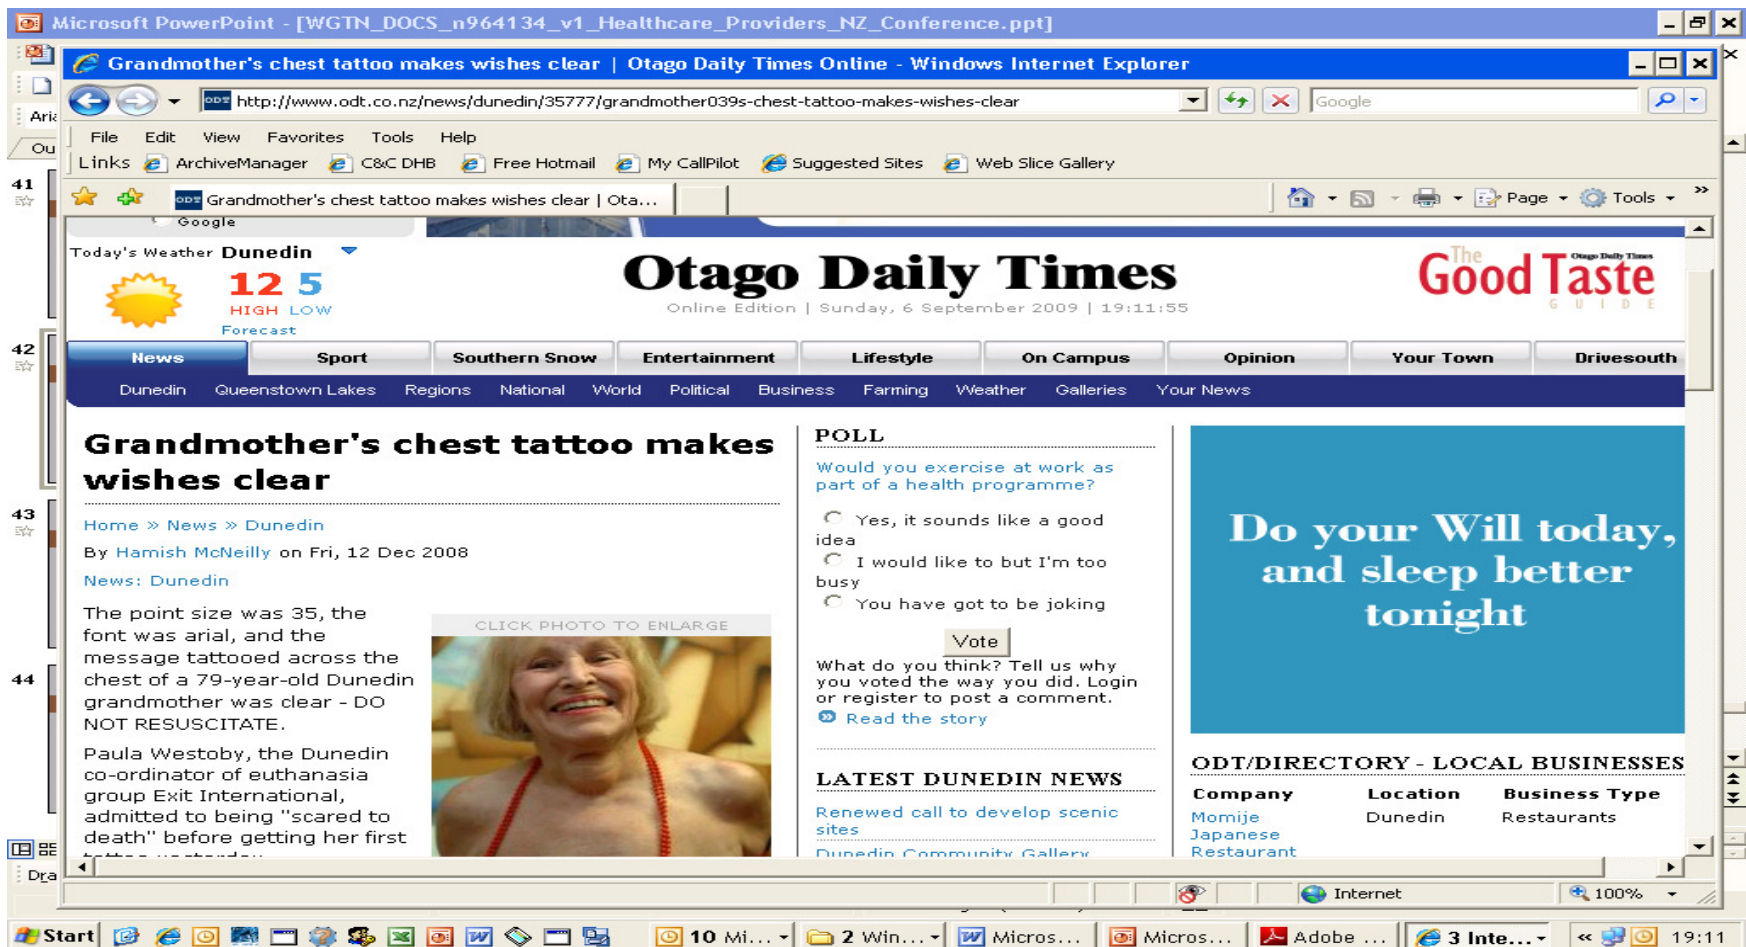 Microsoft PowerPoint - [WGTN_DOCS_n964134_v1_Healthcare_Providers_NZ_Conference.ppt]
Grandmother's chest tattoo makes wishes clear | Otago Daily Times Online - Windows Internet Explorer
http://www.odt.co.nz/news/dunedin/35777/grandmother039s-chest-tattoo-makes-wishes-clear
Google
Aria
File Edit View Favorites Tools Help
Ou
Links ArchiveManager C&C DHB Free Hotmail My CallPilot Suggested Sites Web Slice Gallery
41
ODT Grandmother's chest tattoo makes wishes clear | Ota...
Page Tools
Google
Today's Weather Dunedin
12 5
HIGH LOW
Forecast
Otago Daily Times
Online Edition | Sunday, 6 September 2009 | 19:11:55
The
Otago Daily Times
Good Taste
GUIDE
42
News Sport Southern Snow Entertainment Lifestyle On Campus Opinion Your Town Drivesouth
Dunedin Queenstown Lakes Regions National World Political Business Farming Weather Galleries Your News
Grandmother's chest tattoo makes
wishes clear
Home » News » Dunedin
By Hamish McNeilly on Fri, 12 Dec 2008
News: Dunedin
The point size was 35, the
font was arial, and the
message tattooed across the
chest of a 79-year-old Dunedin
grandmother was clear - DO
NOT RESUSCITATE.
Paula Westoby, the Dunedin
co-ordinator of euthanasia
group Exit International,
admitted to being "scared to
death" before getting her first
tattoo yesterday
CLICK PHOTO TO ENLARGE
POLL
Would you exercise at work as
part of a health programme?
Yes, it sounds like a good
idea
I would like to but I'm too
busy
You have got to be joking
Vote
What do you think? Tell us why
you voted the way you did. Login
or register to post a comment.
Read the story
LATEST DUNEDIN NEWS
Renewed call to develop scenic
sites
Dunedin Community Gallery
Do your Will today,
and sleep better
tonight
ODT/DIRECTORY - LOCAL BUSINESSES
Company Location Business Type
Momije Dunedin Restaurants
Japanese
Restaurant
43
44
Dra
Internet 100%
Start 10 Mi... 2 Win... Micros... Micros... Adobe ... 3 Inte... 19:11